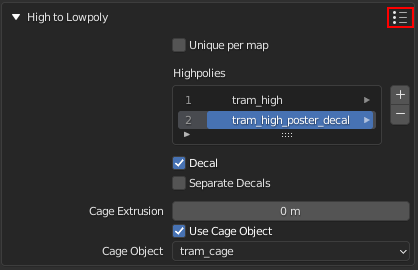 High to Lowpoly
Unique per map
Highpolies
1 tram_high
2 tram_high_poster_decal
+
−
Decal
Separate Decals
Cage Extrusion 0 m
Use Cage Object
Cage Object tram_cage